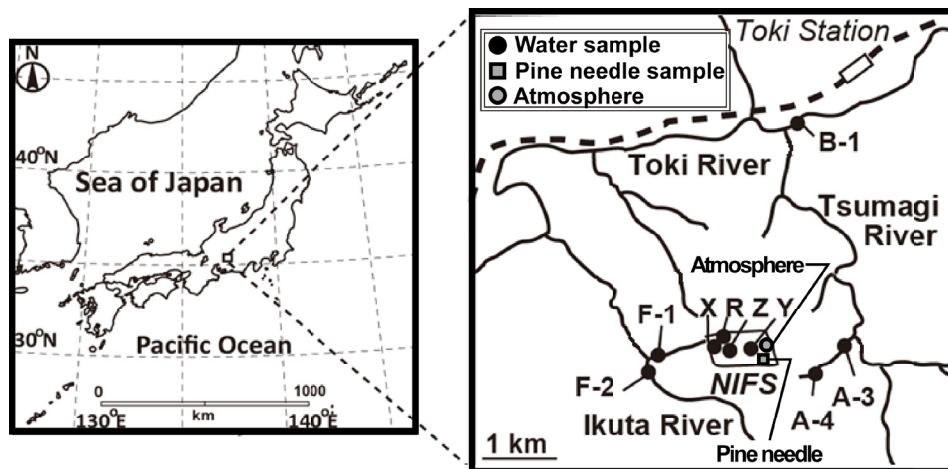 N
40°N
Sea of Japan
30°N
Pacific Ocean
0
1000
km
130°E
140°E
Toki Station
Water sample
Pine needle sample
Atmosphere
B-1
Toki River
Tsumagi
River
Atmosphere
X R Z Y
F-1
F-2
NIFS
A-3
A-4
Ikuta River
1 km
Pine needle